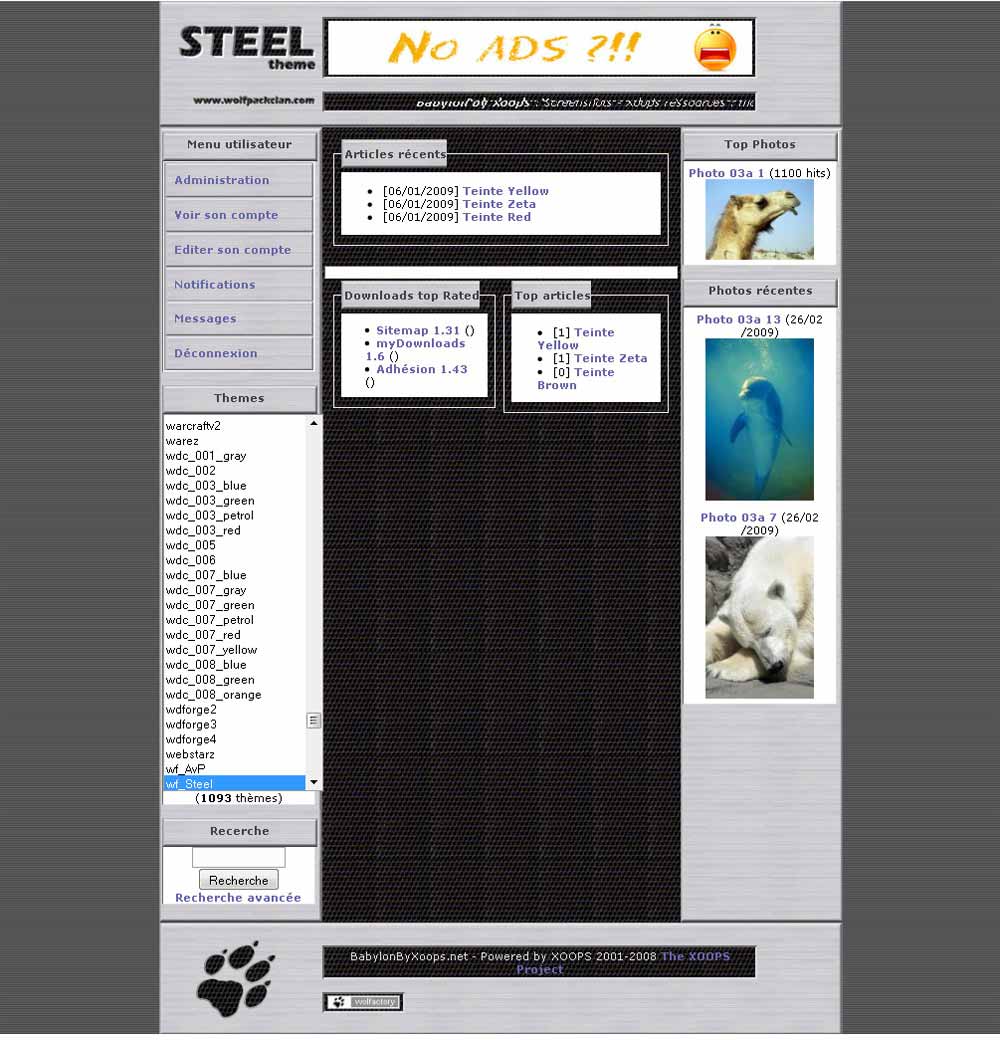 STEEL
theme
No ADS ?!!
www.wolfpackclan.com
Menu utilisateur
Administration
Voir son compte
Editer son compte
Notifications
Messages
Déconnexion
Themes
warcraftv2
warez
wdc_001_gray
wdc_002
wdc_003_blue
wdc_003_green
wdc_003_petrol
wdc_003_red
wdc_005
wdc_006
wdc_007_blue
wdc_007_gray
wdc_007_green
wdc_007_petrol
wdc_007_red
wdc_007_yellow
wdc_008_blue
wdc_008_green
wdc_008_orange
wdforge2
wdforge3
wdforge4
webstarz
wf_AvP
wf_Steel
(1093 thèmes)
Recerche
Recherche
Recherche avancée
Articles récents
[06/01/2009] Teinte Yellow
[06/01/2009] Teinte Zeta
[06/01/2009] Teinte Red
Downloads top Rated
Sitemap 1.31 ()
myDownloads
1.6 ()
Adhésion 1.43
()
Top articles
[1] Teinte
Yellow
[1] Teinte Zeta
[0] Teinte
Brown
Top Photos
Photo 03a 1 (1100 hits)
Photos récentes
Photo 03a 13 (26/02
/2009)
Photo 03a 7 (26/02
/2009)
BabylonByXoops.net - Powered by XOOPS 2001-2008 The XOOPS
Project
wolfactory